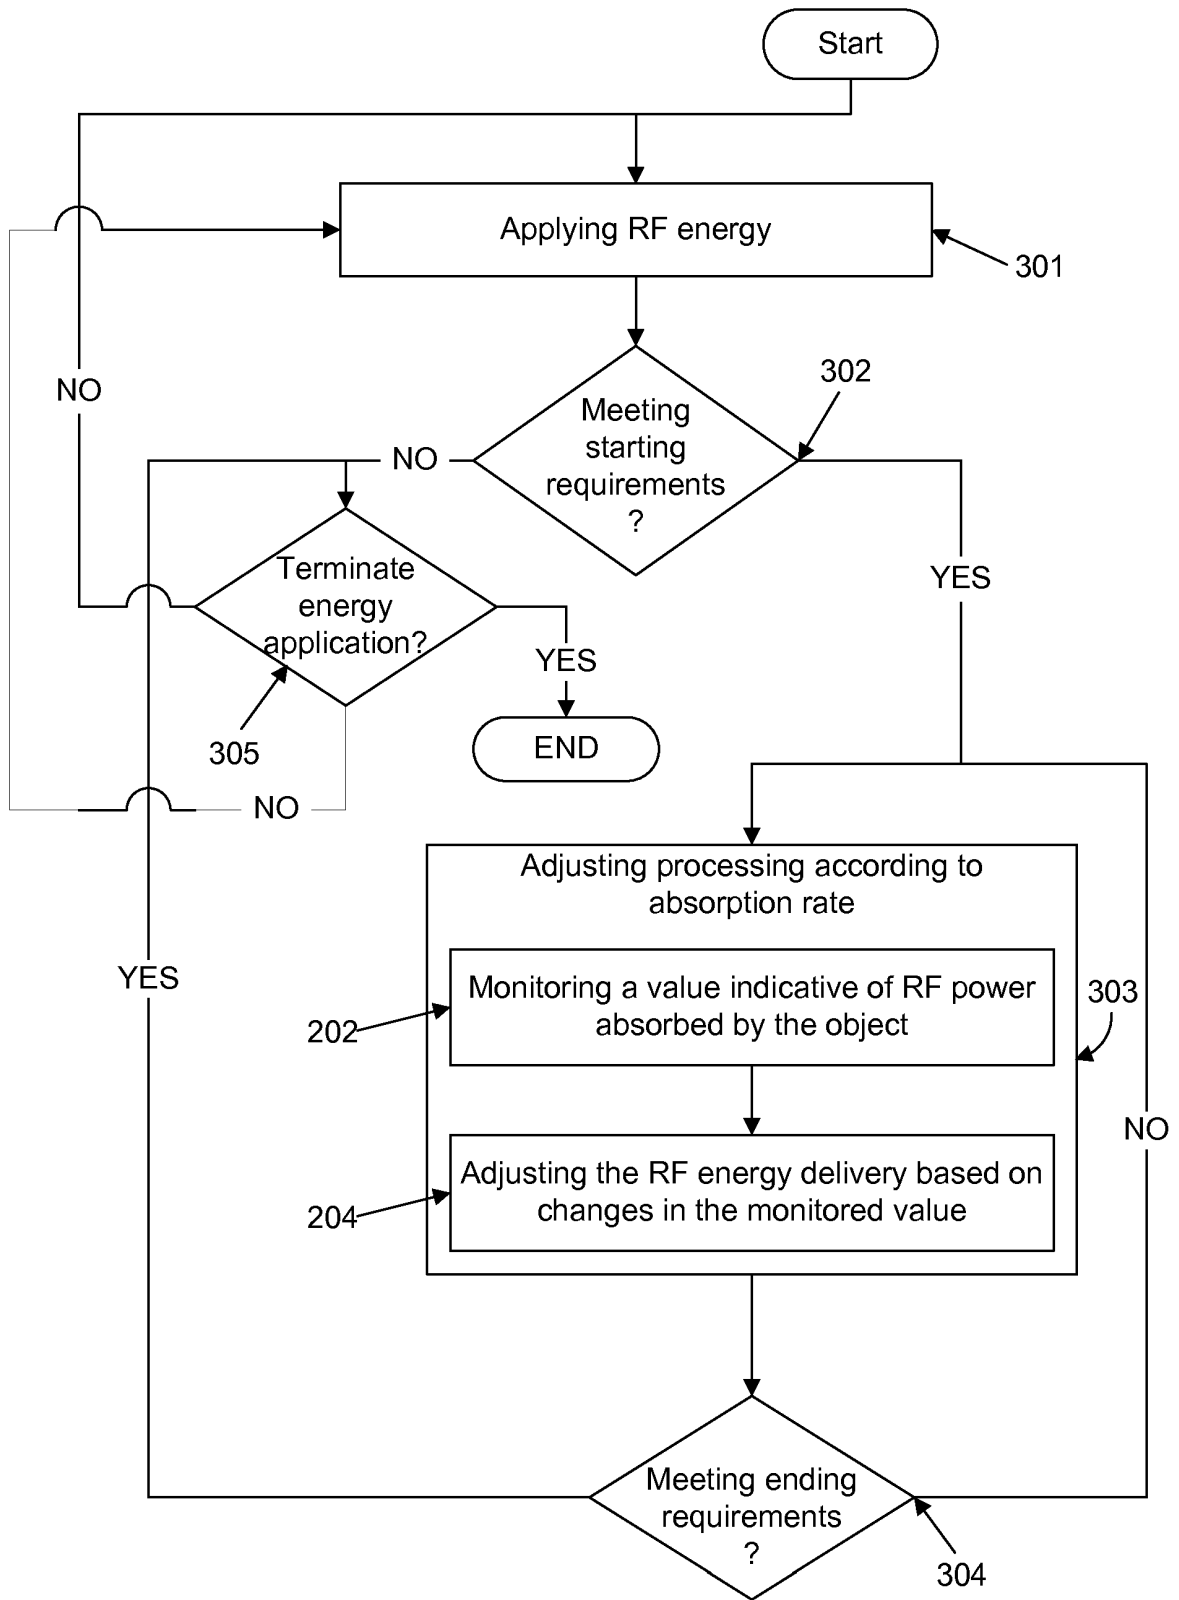 Start
Applying RF energy
301
302
Meeting
starting
requirements
?
NO
NO
YES
Terminate
energy
application?
YES
305
END
NO
Adjusting processing according to
absorption rate
YES
Monitoring a value indicative of RF power
absorbed by the object
303
202
NO
Adjusting the RF energy delivery based on
changes in the monitored value
204
Meeting ending
requirements
?
304